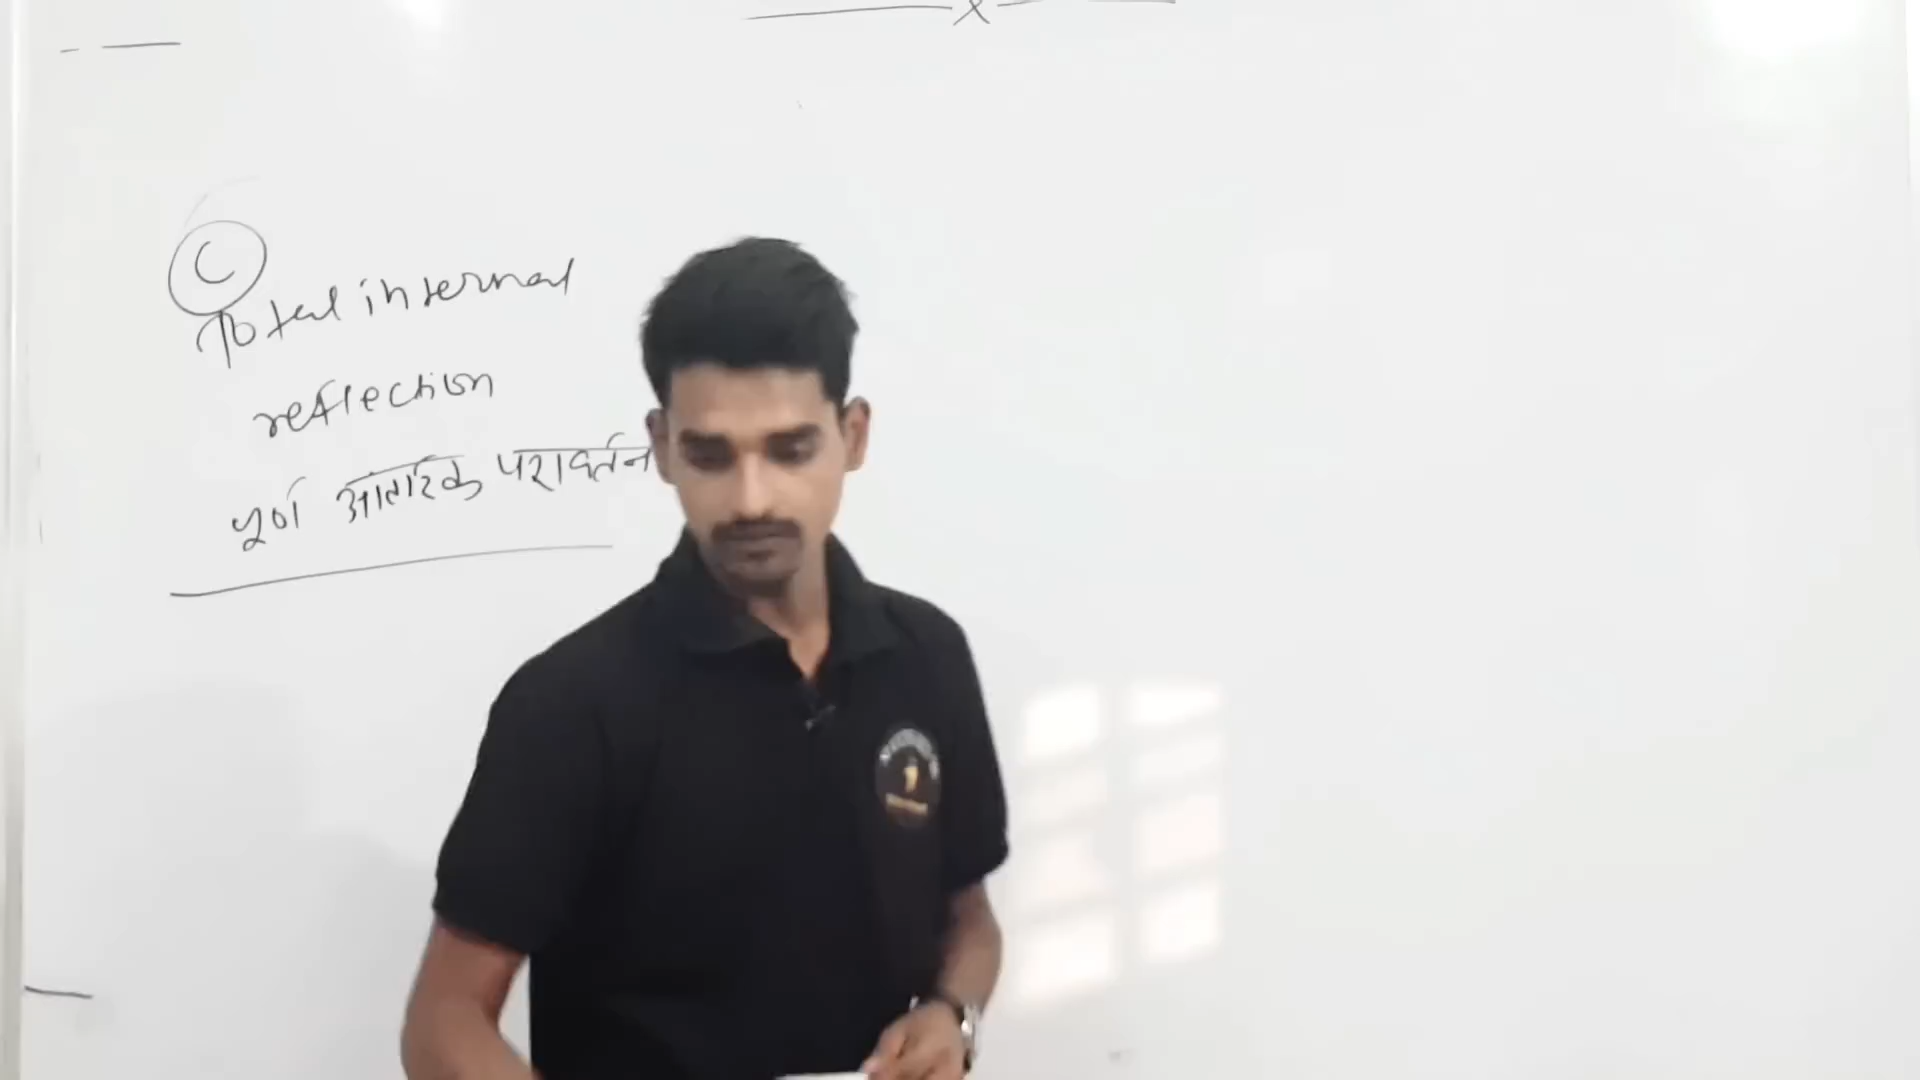 C
Total internal
reflection
पूर्ण आंतरिक परावर्तन